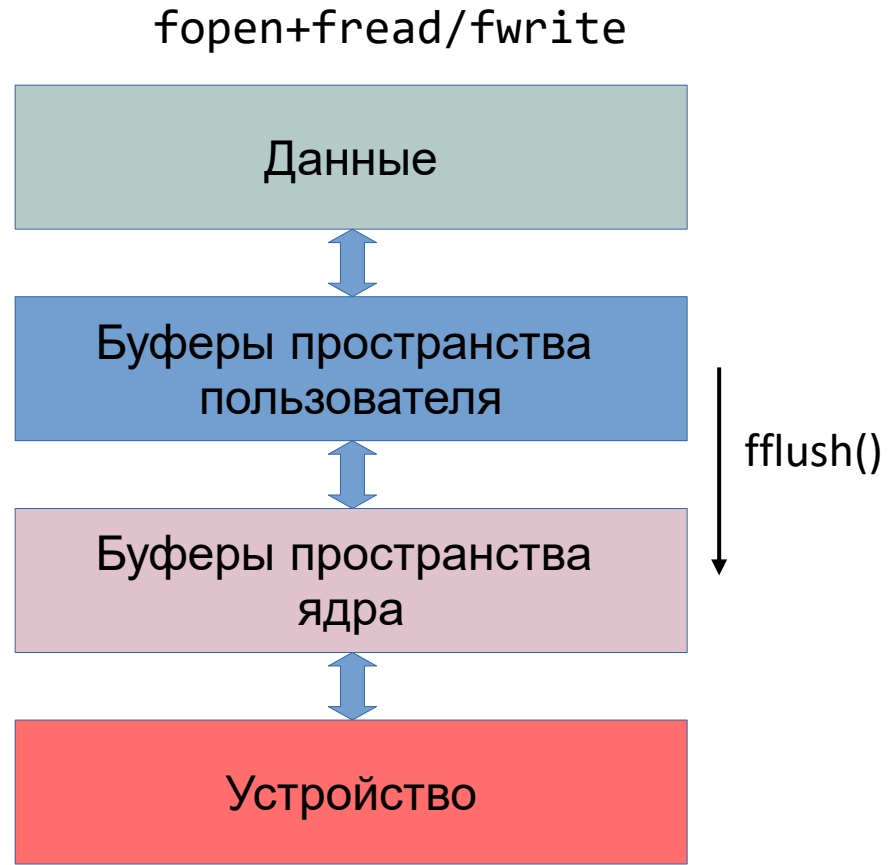 fopen+fread/fwrite
Данные
Буферы пространства
пользователя
fflush()
Буферы пространства
ядра
Устройство